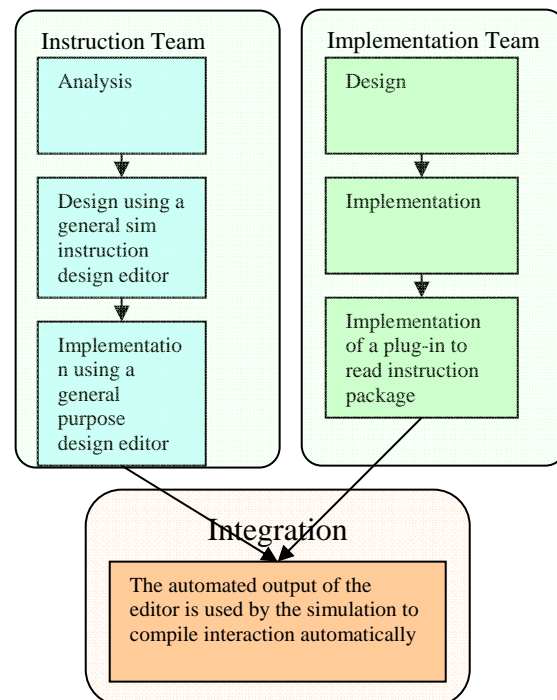 Instruction Team
Analysis
Design using a
general sim
instruction
design editor
Implementatio
n using a
general
purpose
design editor
Implementation Team
Design
Implementation
Implementation
of a plug-in to
read instruction
package
Integration
The automated output of the
editor is used by the simulation to
compile interaction automatically